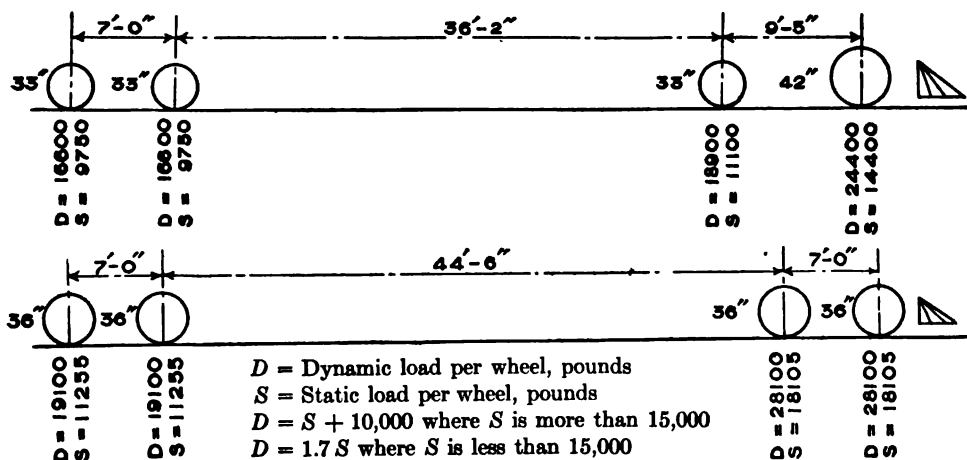 7'-0"
36'-2"
9'-5"
33"
33"
33"
42"
D = 16600
S = 9750
D = 16600
S = 9750
D = 18900
S = 11100
D = 24400
S = 14400
7'-0"
44'-6"
7'-0"
36"
36"
36"
36"
D = 19100
S = 11255
D = 19100
S = 11255
D = Dynamic load per wheel, pounds
S = Static load per wheel, pounds
D = S + 10,000 where S is more than 15,000
D = 1.7 S where S is less than 15,000
D = 28100
S = 18105
D = 28100
S = 18105